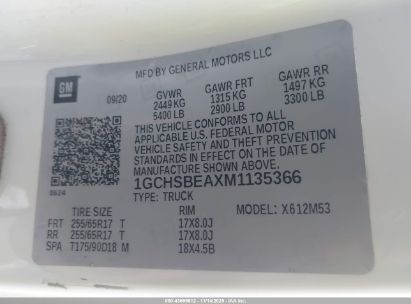 MFD BY GENERAL MOTORS LLC
GM
09/20 GVWR GAWR FRT GAWR RR
2449 KG 1315 KG 1497 KG
5400 LB 2900 LB 3300 LB
THIS VEHICLE CONFORMS TO ALL
APPLICABLE U.S. FEDERAL MOTOR
VEHICLE SAFETY AND THEFT PREVENTION
STANDARDS IN EFFECT ON THE DATE OF
MANUFACTURE SHOWN ABOVE.
1GCHSBEAXM1135366
TYPE: TRUCK MODEL: X612M53
TIRE SIZE RIM
FRT 255/65R17 T 17X8.0J
RR 255/65R17 T 17X8.0J
SPA T175/90D18 M 18X4.5B